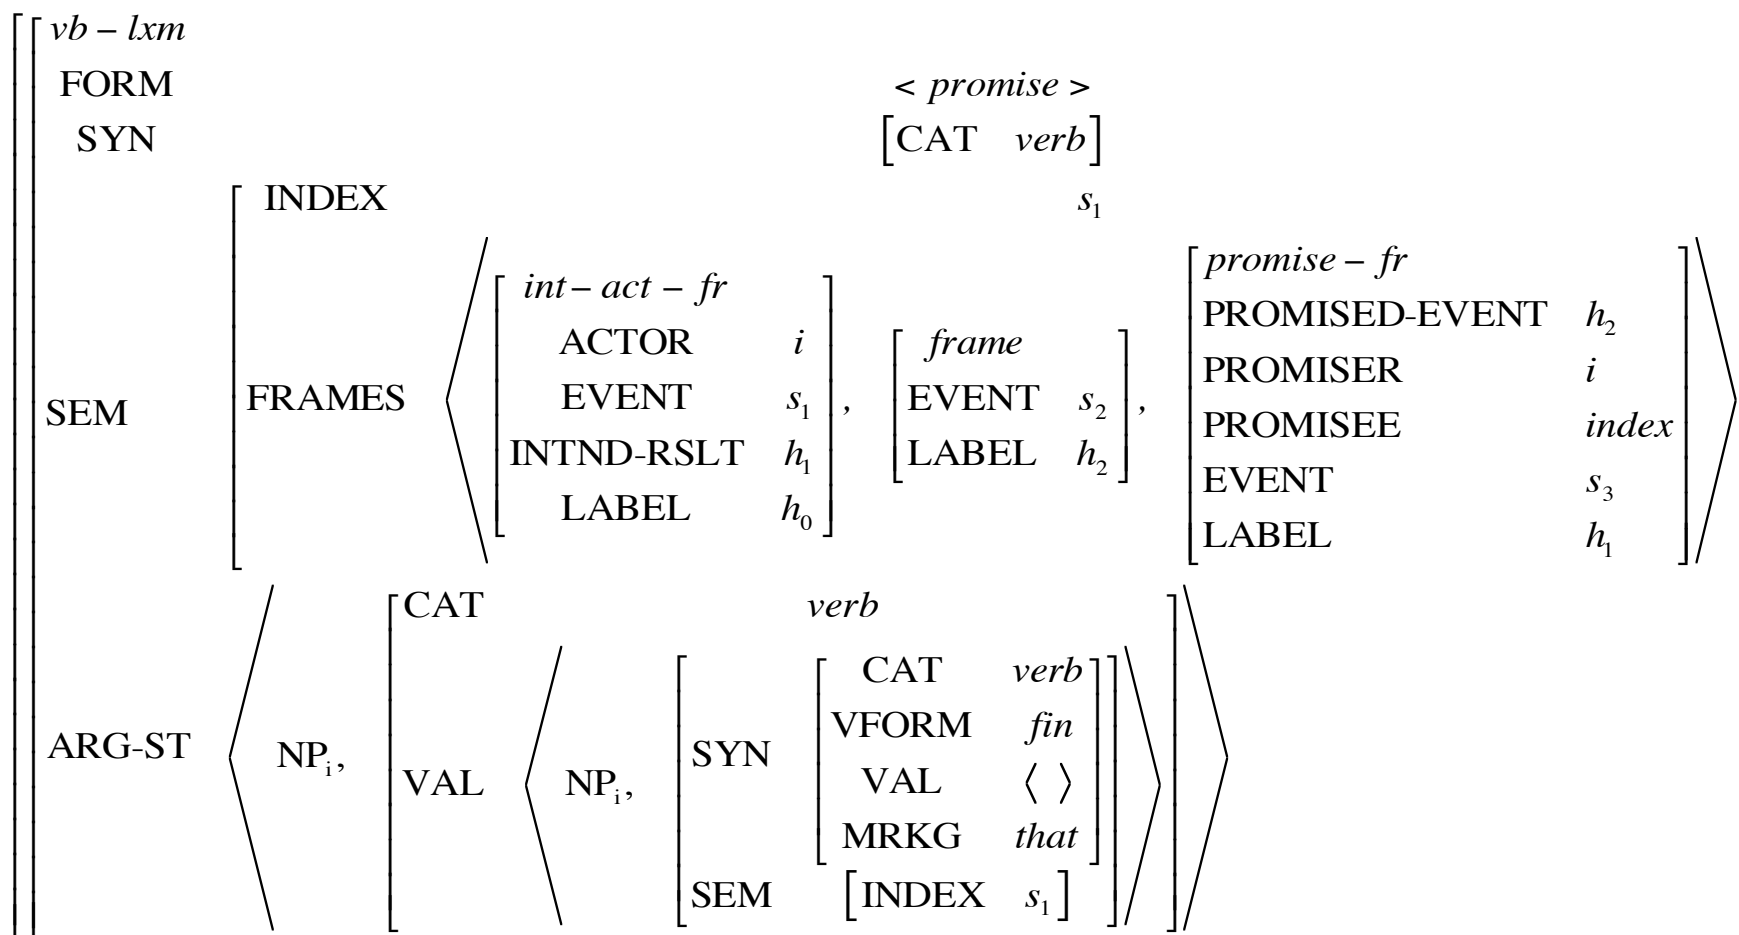 vb – lxm
FORM < promise >
SYN [CAT verb]
INDEX s₁
promise – fr
int – act – fr
PROMISED-EVENT h₂
ACTOR i frame
PROMISER i
SEM FRAMES EVENT s₁ , EVENT s₂ ,
PROMISEE index
INTND-RSLT h₁ LABEL h₂
EVENT s₃
LABEL h₀
LABEL h₁
CAT verb
CAT verb
VFORM fin
ARG-ST NPᵢ, VAL NPᵢ, SYN VAL ⟨ ⟩
MRKG that
SEM [INDEX s₁]